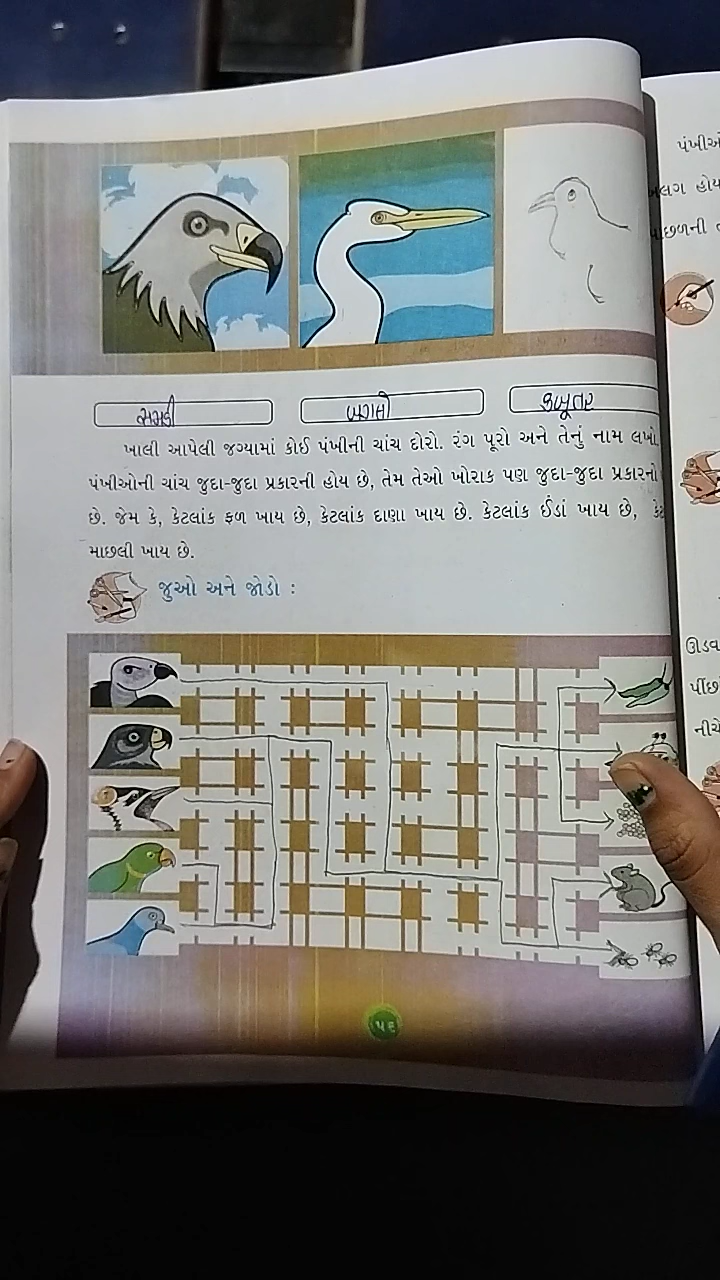 સમડી બગલો કબૂતર
ખાલી આપેલી જગ્યામાં કોઈ પંખીની ચાંચ દોરો. રંગ પૂરો અને તેનું નામ લખો.
પંખીઓની ચાંચ જુદા-જુદા પ્રકારની હોય છે, તેમ તેઓ ખોરાક પણ જુદા-જુદા પ્રકારનો
છે. જેમ કે, કેટલાંક ફળ ખાય છે, કેટલાંક દાણા ખાય છે. કેટલાંક ઈંડાં ખાય છે,
માછલી ખાય છે.
જુઓ અને જોડો :
૫૬
પંખીઓ
અલગ હોય
પાછળની
ઊડવ
પીંછા
નીચે